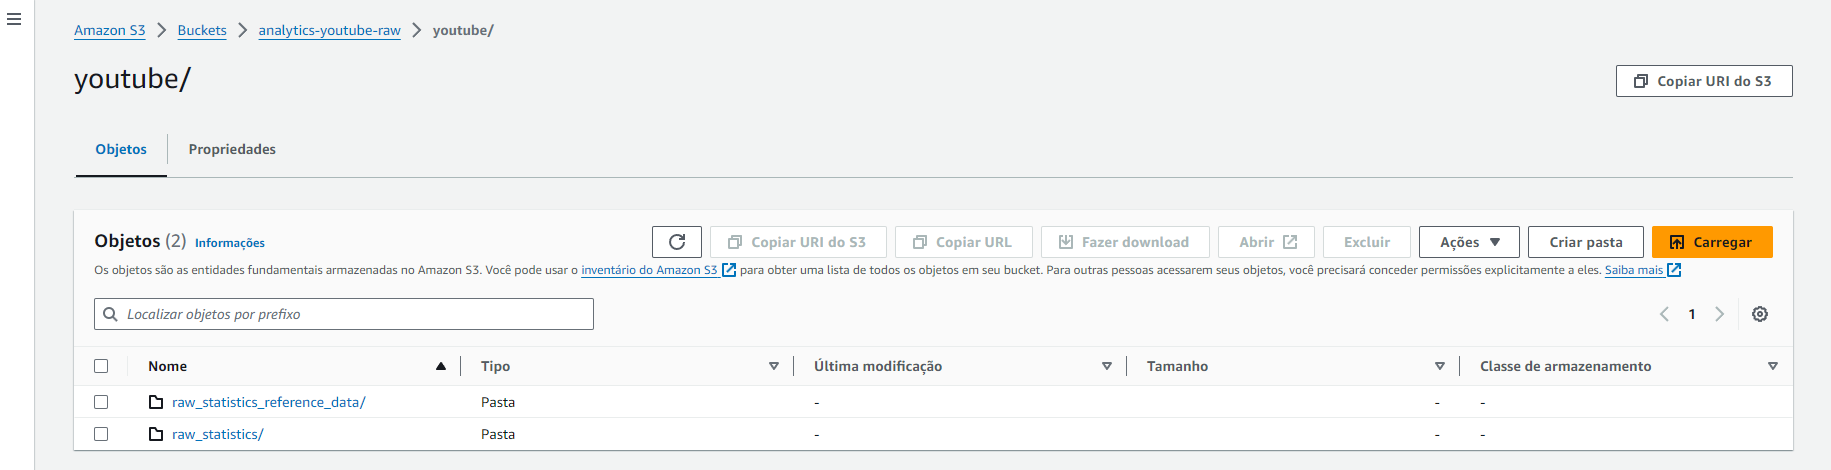 Amazon S3 > Buckets > analytics-youtube-raw > youtube/
youtube/
Copiar URI do S3
Objetos Propriedades
Objetos (2) Informações
Copiar URI do S3 Copiar URL Fazer download Abrir Excluir Ações Criar pasta Carregar
Os objetos são as entidades fundamentais armazenadas no Amazon S3. Você pode usar o inventário do Amazon S3 para obter uma lista de todos os objetos em seu bucket. Para outras pessoas acessarem seus objetos, você precisará conceder permissões explicitamente a eles. Saiba mais
Localizar objetos por prefixo
< 1 >
Nome Tipo Última modificação Tamanho Classe de armazenamento
raw_statistics_reference_data/ Pasta - - -
raw_statistics/ Pasta - - -